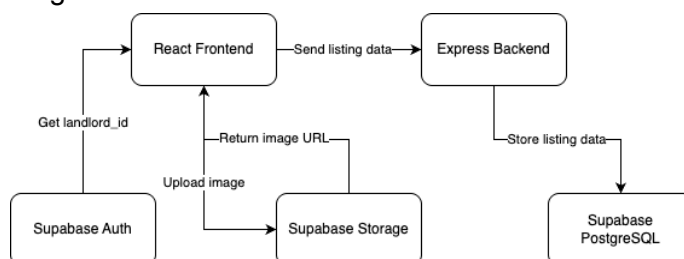 React Frontend
Send listing data
Express Backend
Get landlord_id
Return image URL
Store listing data
Upload image
Supabase Auth
Supabase Storage
Supabase
PostgreSQL